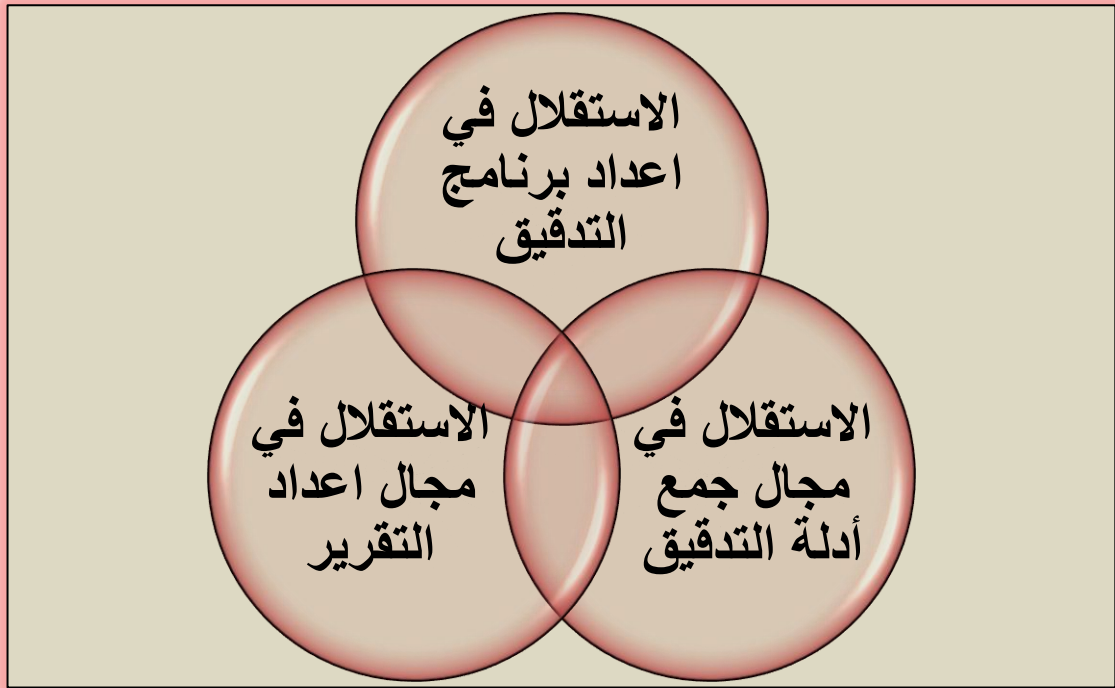 الاستقلال في
اعداد برنامج
التدقيق
الاستقلال في
مجال جمع
أدلة التدقيق
الاستقلال في
مجال اعداد
التقرير